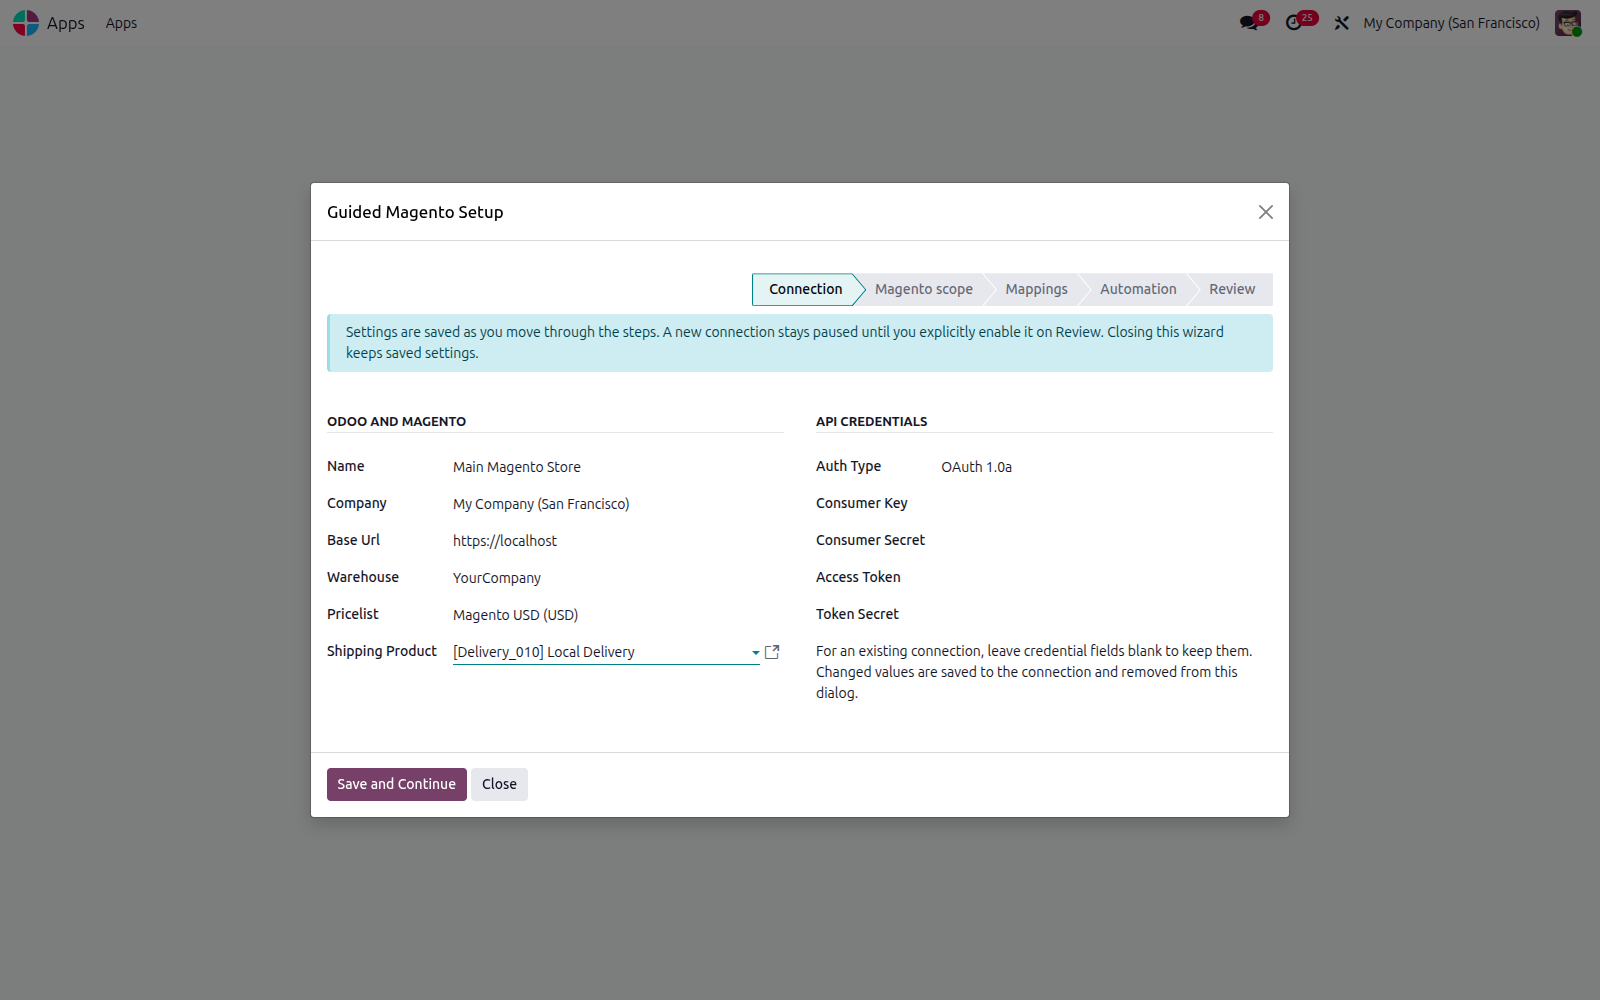 Apps
Apps
8
25
My Company (San Francisco)
Guided Magento Setup
Connection
Magento scope
Mappings
Automation
Review
Settings are saved as you move through the steps. A new connection stays paused until you explicitly enable it on Review. Closing this wizard
keeps saved settings.
ODOO AND MAGENTO
Name
Main Magento Store
Company
My Company (San Francisco)
Base Url
https://localhost
Warehouse
YourCompany
Pricelist
Magento USD (USD)
Shipping Product
[Delivery_010] Local Delivery
API CREDENTIALS
Auth Type
OAuth 1.0a
Consumer Key
Consumer Secret
Access Token
Token Secret
For an existing connection, leave credential fields blank to keep them.
Changed values are saved to the connection and removed from this
dialog.
Save and Continue
Close